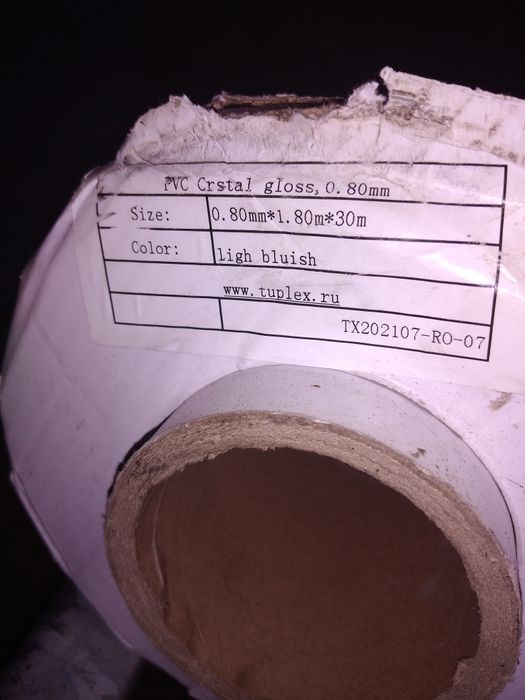 PVC Crstal gloss, 0.80mm
Size: 0.80mm*1.80m*30m
Color: Ligh bluish
www.tuplex.ru
TX202107-RO-07